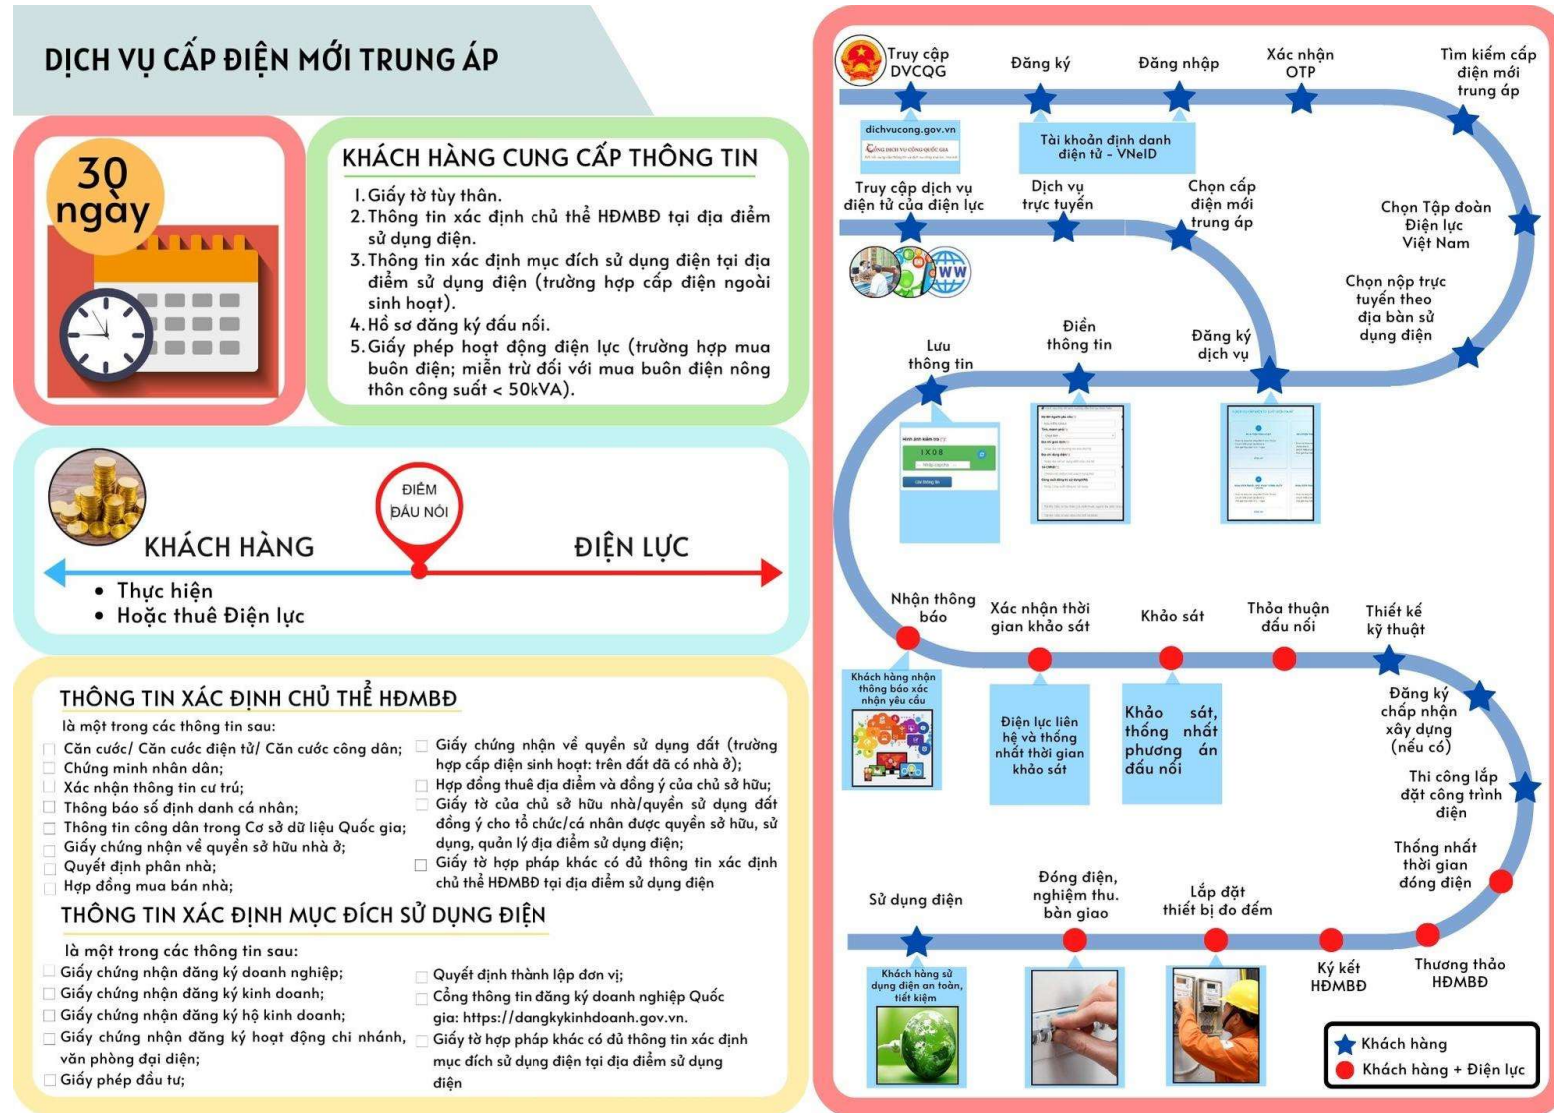 DỊCH VỤ CẤP ĐIỆN MỚI TRUNG ÁP
30
ngày
KHÁCH HÀNG CUNG CẤP THÔNG TIN
1. Giấy tờ tùy thân.
2. Thông tin xác định chủ thể HĐMBĐ tại địa điểm
sử dụng điện.
3. Thông tin xác định mục đích sử dụng điện tại địa
điểm sử dụng điện (trường hợp cấp điện ngoài
sinh hoạt).
4. Hồ sơ đăng ký đấu nối.
5. Giấy phép hoạt động điện lực (trường hợp mua
buôn điện; miễn trừ đối với mua buôn điện nông
thôn công suất < 50kVA).
ĐIỂM
ĐẤU NỐI
KHÁCH HÀNG
ĐIỆN LỰC
• Thực hiện
• Hoặc thuê Điện lực
THÔNG TIN XÁC ĐỊNH CHỦ THỂ HĐMBĐ
là một trong các thông tin sau:
Căn cước/ Căn cước điện tử/ Căn cước công dân;
Chứng minh nhân dân;
Xác nhận thông tin cư trú;
Thông báo số định danh cá nhân;
Thông tin công dân trong Cơ sở dữ liệu Quốc gia;
Giấy chứng nhận về quyền sở hữu nhà ở;
Quyết định phân nhà;
Hợp đồng mua bán nhà;
Giấy chứng nhận về quyền sử dụng đất (trường
hợp cấp điện sinh hoạt: trên đất đã có nhà ở);
Hợp đồng thuê địa điểm và đồng ý của chủ sở hữu;
Giấy tờ của chủ sở hữu nhà/quyền sử dụng đất
đồng ý cho tổ chức/cá nhân được quyền sở hữu, sử
dụng, quản lý địa điểm sử dụng điện;
Giấy tờ hợp pháp khác có đủ thông tin xác định
chủ thể HĐMBĐ tại địa điểm sử dụng điện
THÔNG TIN XÁC ĐỊNH MỤC ĐÍCH SỬ DỤNG ĐIỆN
là một trong các thông tin sau:
Giấy chứng nhận đăng ký doanh nghiệp;
Giấy chứng nhận đăng ký kinh doanh;
Giấy chứng nhận đăng ký hộ kinh doanh;
Giấy chứng nhận đăng ký hoạt động chi nhánh,
văn phòng đại diện;
Giấy phép đầu tư;
Quyết định thành lập đơn vị;
Cổng thông tin đăng ký doanh nghiệp Quốc
gia: https://dangkykinhdoanh.gov.vn.
Giấy tờ hợp pháp khác có đủ thông tin xác định
mục đích sử dụng điện tại địa điểm sử dụng
điện
Truy cập
DVCQG
Đăng ký
Đăng nhập
Xác nhận
OTP
Tìm kiếm cấp
điện mới
trung áp
dichvucong.gov.vn
CỔNG DỊCH VỤ CÔNG QUỐC GIA
Tài khoản định danh
điện tử - VNeID
Truy cập dịch vụ
điện tử của điện lực
Dịch vụ
trực tuyến
Chọn cấp
điện mới
trung áp
Chọn Tập đoàn
Điện lực
Việt Nam
WW
Chọn nộp trực
tuyến theo
địa bàn sử
dụng điện
Lưu
thông tin
Điền
thông tin
Đăng ký
dịch vụ
1X08
Nhận thông
báo
Xác nhận thời
gian khảo sát
Khảo sát
Thỏa thuận
đấu nối
Thiết kế
kỹ thuật
Khách hàng nhận
thông báo xác
nhận yêu cầu
Điện lực liên
hệ và thống
nhất thời gian
khảo sát
Khảo sát,
thống nhất
phương án
đấu nối
Đăng ký
chấp nhận
xây dựng
(nếu có)
Thi công lắp
đặt công trình
điện
Thống nhất
thời gian
đóng điện
Sử dụng điện
Đóng điện,
nghiệm thu.
bàn giao
Lắp đặt
thiết bị đo đếm
Ký kết
HĐMBĐ
Thương thảo
HĐMBĐ
Khách hàng sử
dụng điện an toàn,
tiết kiệm
Khách hàng
Khách hàng + Điện lực